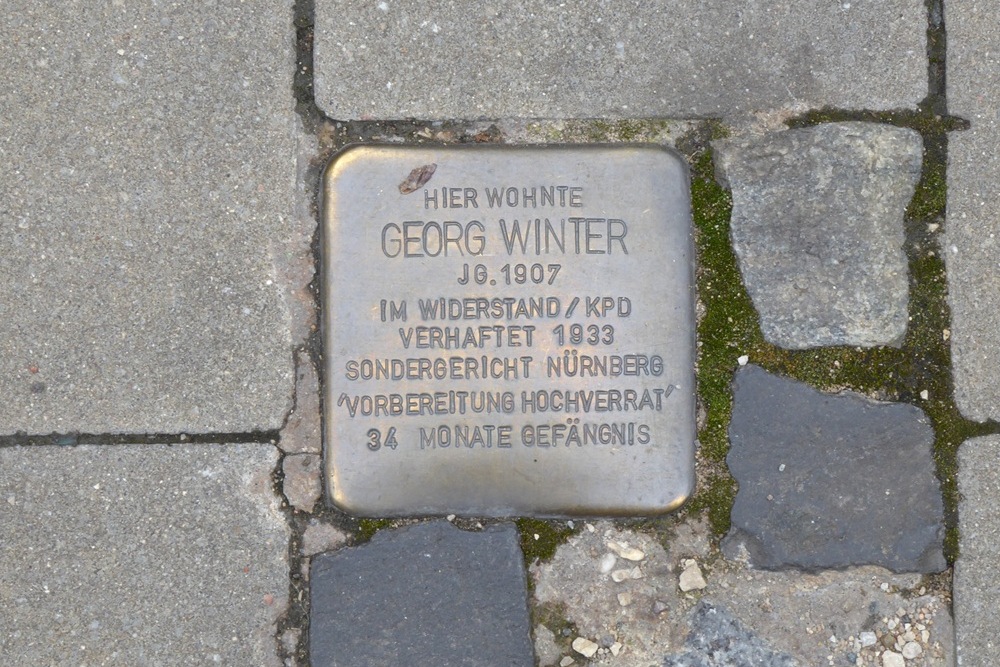 HIER WOHNTE
GEORG WINTER
JG. 1907
IM WIDERSTAND / KPD
VERHAFTET 1933
SONDERGERICHT NÜRNBERG
'VORBEREITUNG HOCHVERRAT'
34 MONATE GEFÄNGNIS